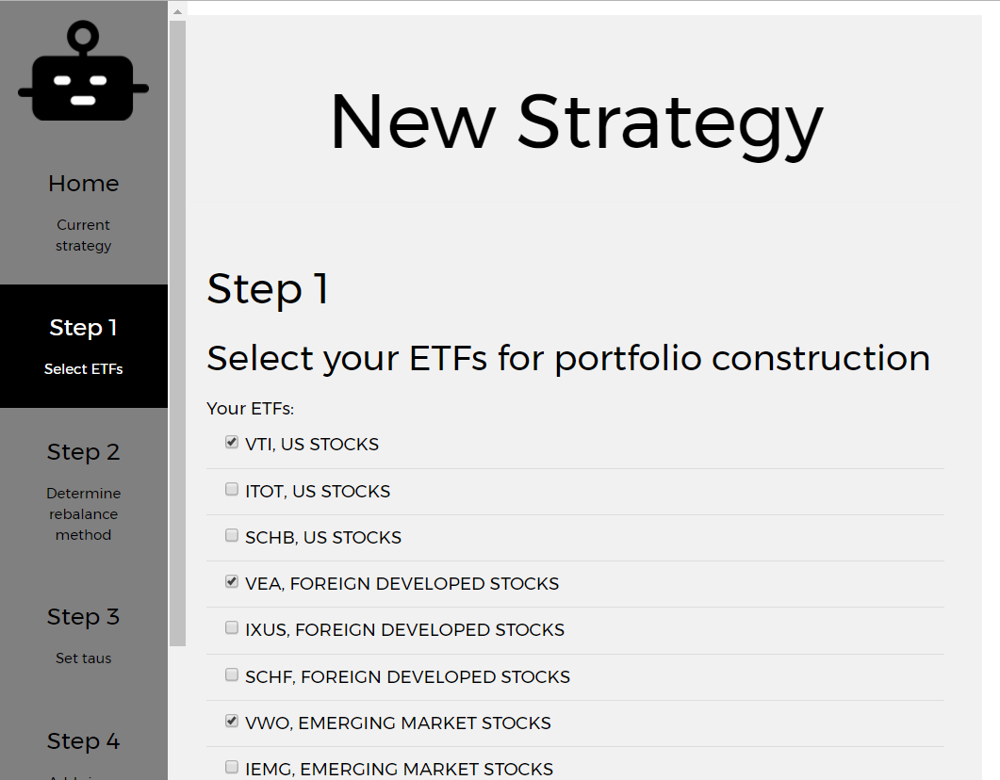 Home
Current
strategy
Step 1
Select ETFs
Step 2
Determine
rebalance
method
Step 3
Set taus
Step 4
New Strategy
Step 1
Select your ETFs for portfolio construction
Your ETFs:
VTI, US STOCKS
ITOT, US STOCKS
SCHB, US STOCKS
VEA, FOREIGN DEVELOPED STOCKS
IXUS, FOREIGN DEVELOPED STOCKS
SCHF, FOREIGN DEVELOPED STOCKS
VWO, EMERGING MARKET STOCKS
IEMG, EMERGING MARKET STOCKS